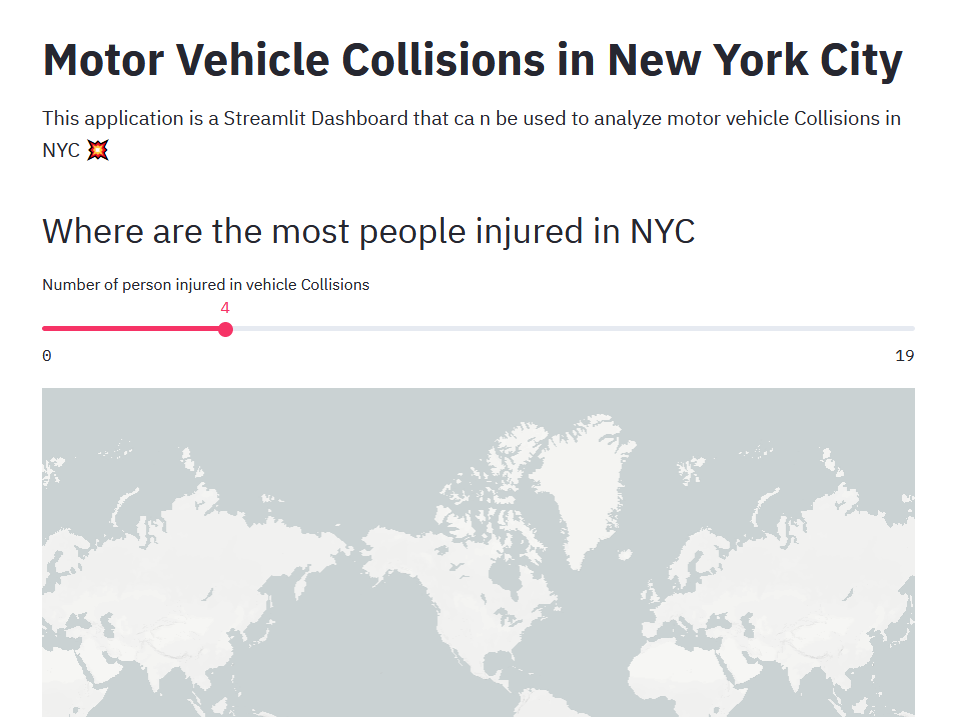 Motor Vehicle Collisions in New York City
This application is a Streamlit Dashboard that ca n be used to analyze motor vehicle Collisions in
NYC 💥
Where are the most people injured in NYC
Number of person injured in vehicle Collisions
4
0 19